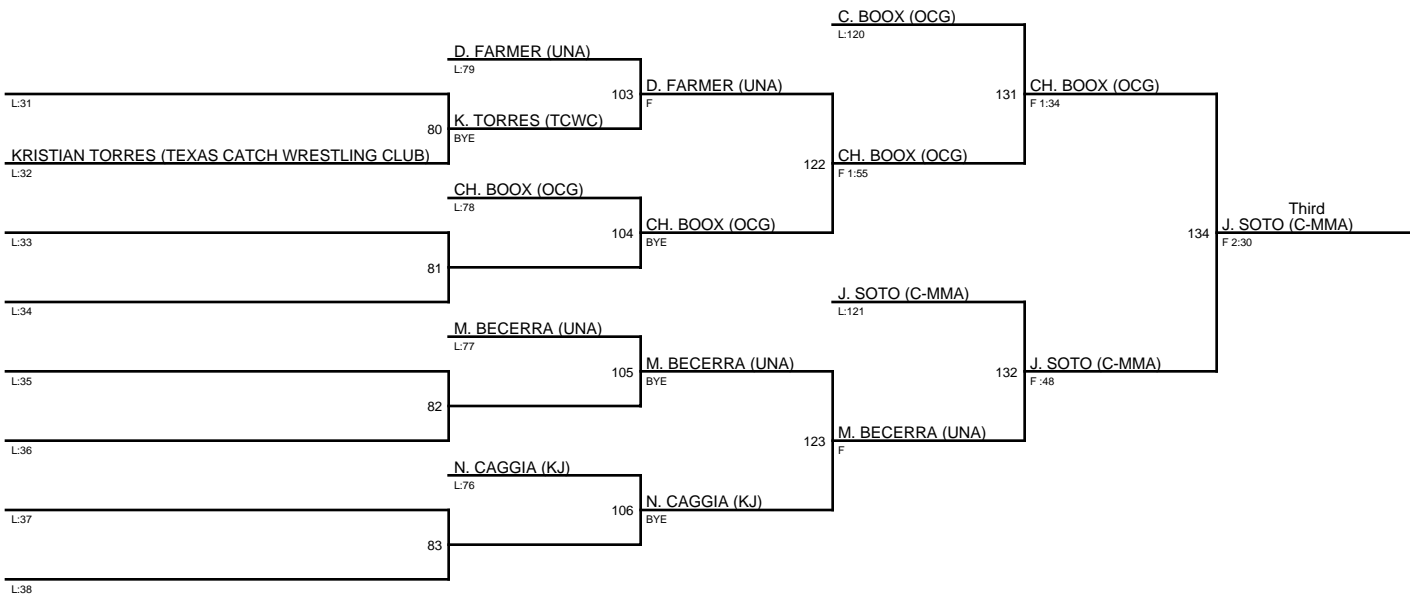 C. BOOX (OCG)
L:120
D. FARMER (UNA)
L:79
L:31
103
D. FARMER (UNA)
F
131
CH. BOOX (OCG)
F 1:34
80
K. TORRES (TCWC)
BYE
KRISTIAN TORRES (TEXAS CATCH WRESTLING CLUB)
L:32
122
CH. BOOX (OCG)
F 1:55
CH. BOOX (OCG)
L:78
L:33
104
CH. BOOX (OCG)
BYE
134
Third
J. SOTO (C-MMA)
F 2:30
81
L:34
J. SOTO (C-MMA)
L:121
M. BECERRA (UNA)
L:77
L:35
105
M. BECERRA (UNA)
BYE
132
J. SOTO (C-MMA)
F :48
82
L:36
123
M. BECERRA (UNA)
F
N. CAGGIA (KJ)
L:76
L:37
106
N. CAGGIA (KJ)
BYE
83
L:38